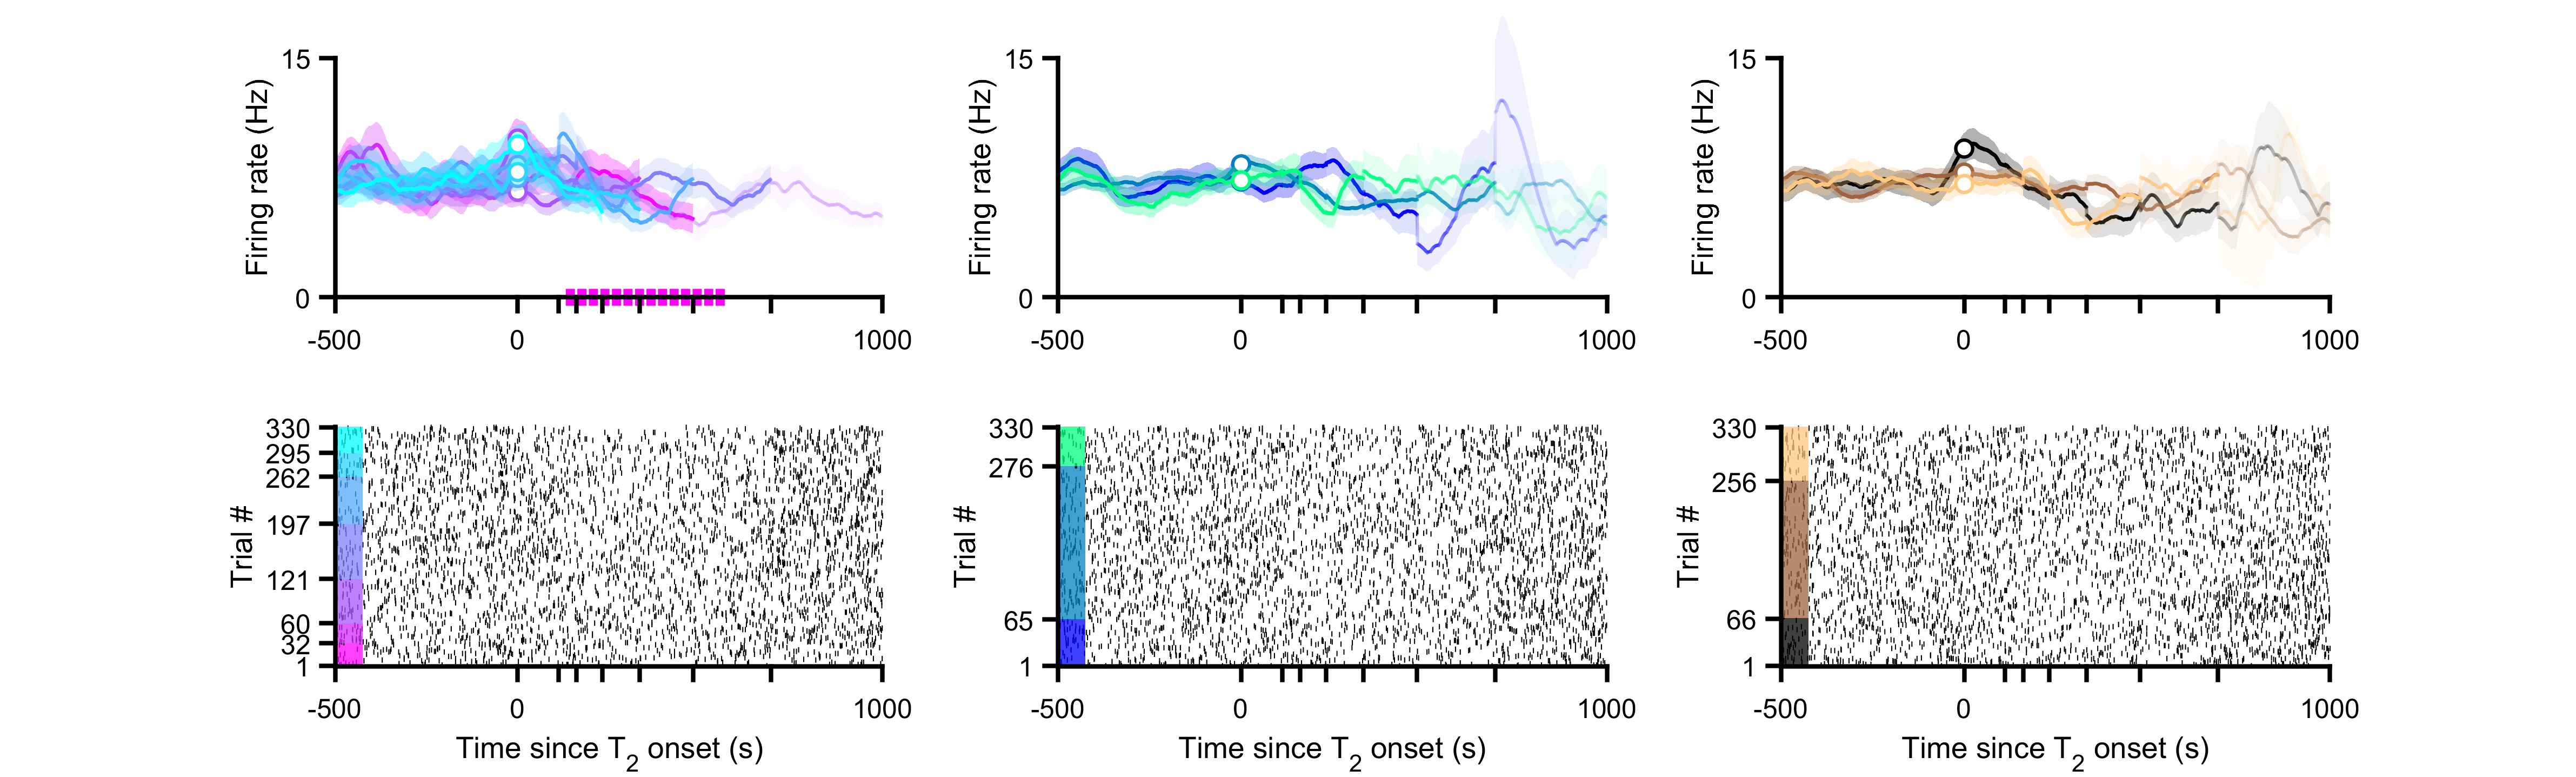 15
Firing rate (Hz)
0
-500 0 1000
15
Firing rate (Hz)
0
-500 0 1000
15
Firing rate (Hz)
0
-500 0 1000
330
295
262
197
121
60
32
1
Trial #
-500 0 1000
Time since T2 onset (s)
330
276
65
1
Trial #
-500 0 1000
Time since T2 onset (s)
330
256
66
1
Trial #
-500 0 1000
Time since T2 onset (s)